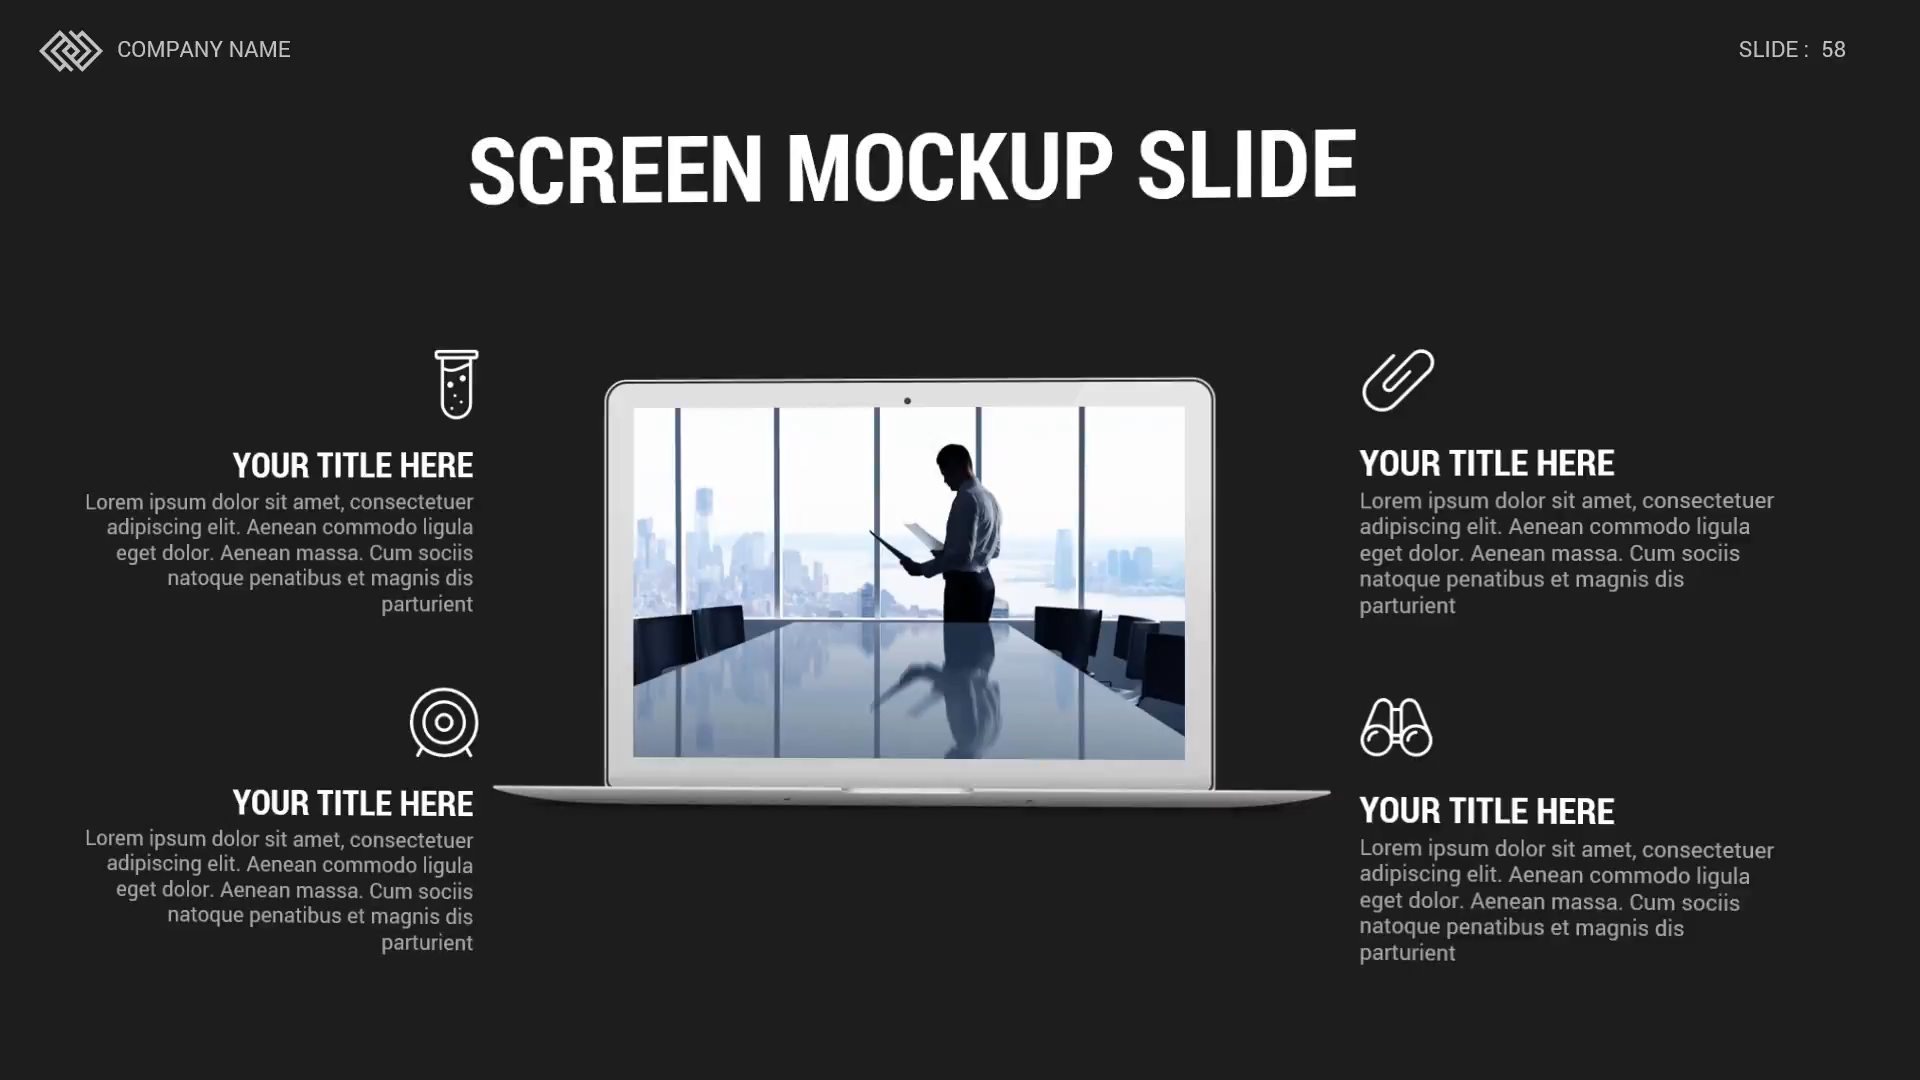 COMPANY NAME
SLIDE : 58
SCREEN MOCKUP SLIDE
YOUR TITLE HERE
Lorem ipsum dolor sit amet, consectetuer
adipiscing elit. Aenean commodo ligula
eget dolor. Aenean massa. Cum sociis
natoque penatibus et magnis dis
parturient
YOUR TITLE HERE
Lorem ipsum dolor sit amet, consectetuer
adipiscing elit. Aenean commodo ligula
eget dolor. Aenean massa. Cum sociis
natoque penatibus et magnis dis
parturient
YOUR TITLE HERE
Lorem ipsum dolor sit amet, consectetuer
adipiscing elit. Aenean commodo ligula
eget dolor. Aenean massa. Cum sociis
natoque penatibus et magnis dis
parturient
YOUR TITLE HERE
Lorem ipsum dolor sit amet, consectetuer
adipiscing elit. Aenean commodo ligula
eget dolor. Aenean massa. Cum sociis
natoque penatibus et magnis dis
parturient